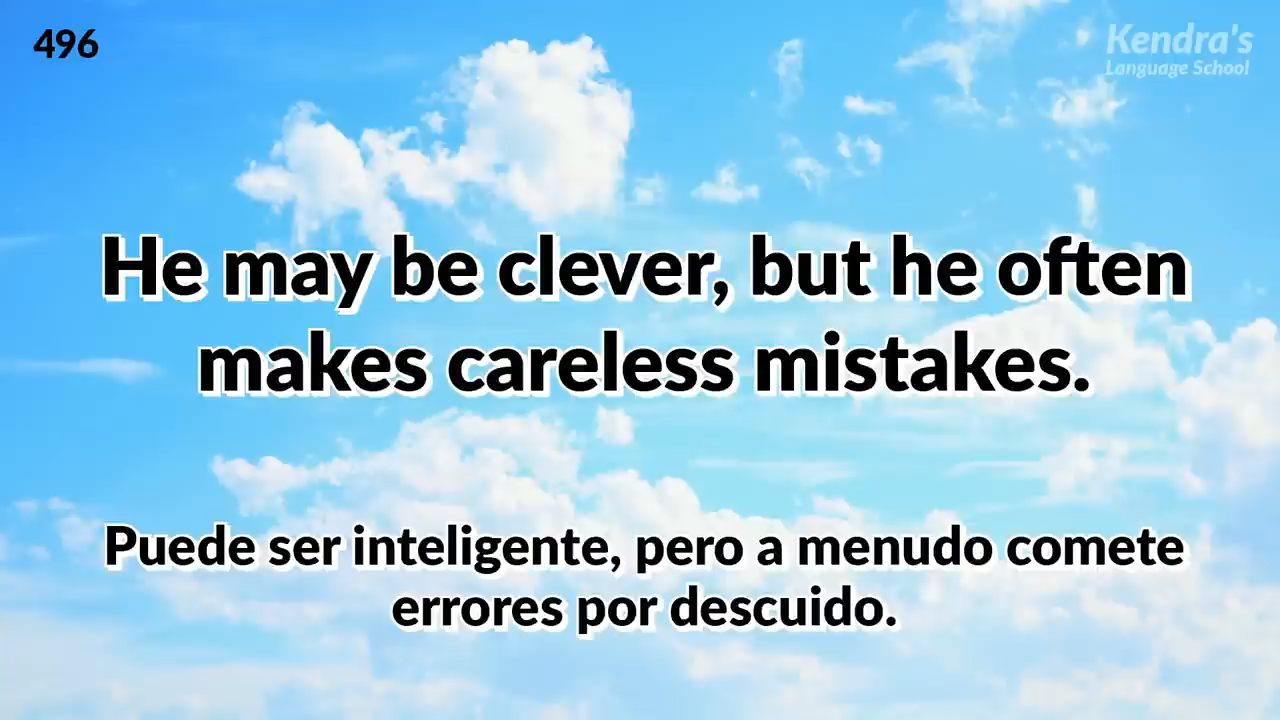 496
Kendra's
Language School
He may be clever, but he often
makes careless mistakes.
Puede ser inteligente, pero a menudo comete
errores por descuido.